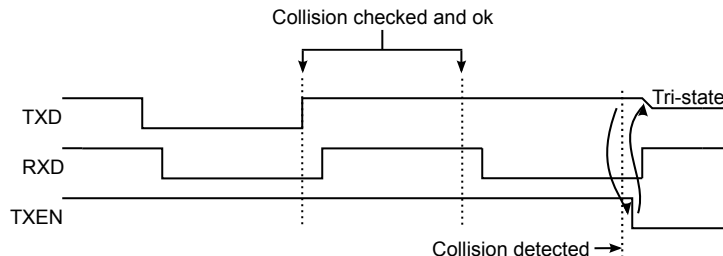 Collision checked and ok
TXD
Tri-state
RXD
TXEN
Collision detected